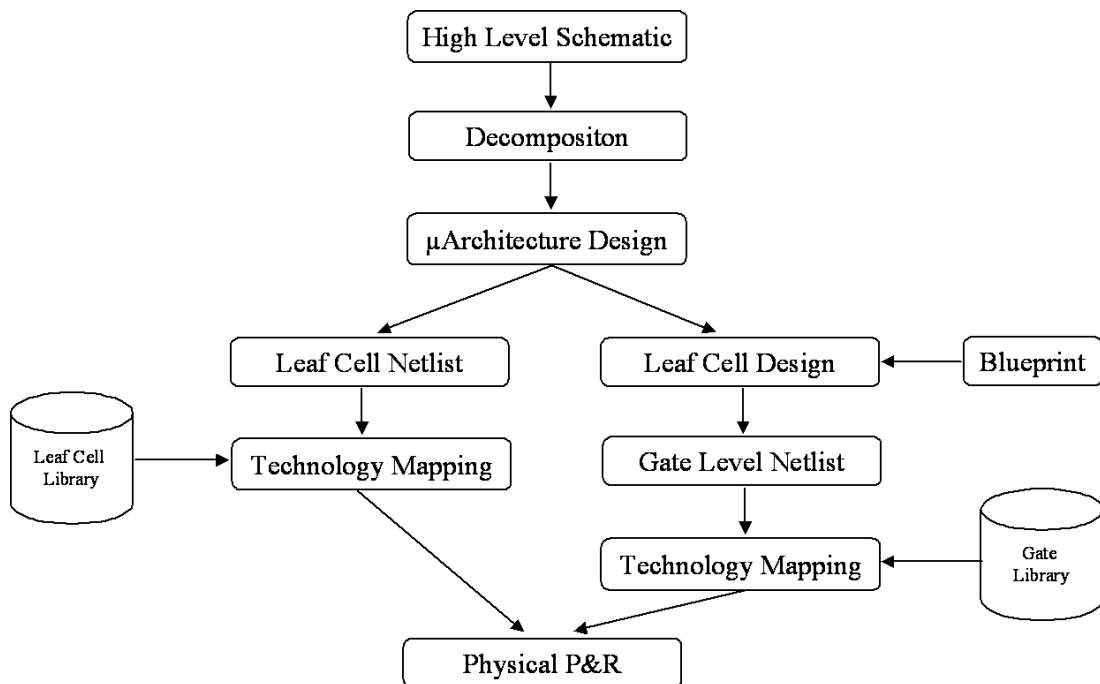 High Level Schematic
Decompositon
µArchitecture Design
Leaf Cell Netlist
Leaf Cell Design
Blueprint
Leaf Cell
Library
Technology Mapping
Gate Level Netlist
Technology Mapping
Gate
Library
Physical P&R